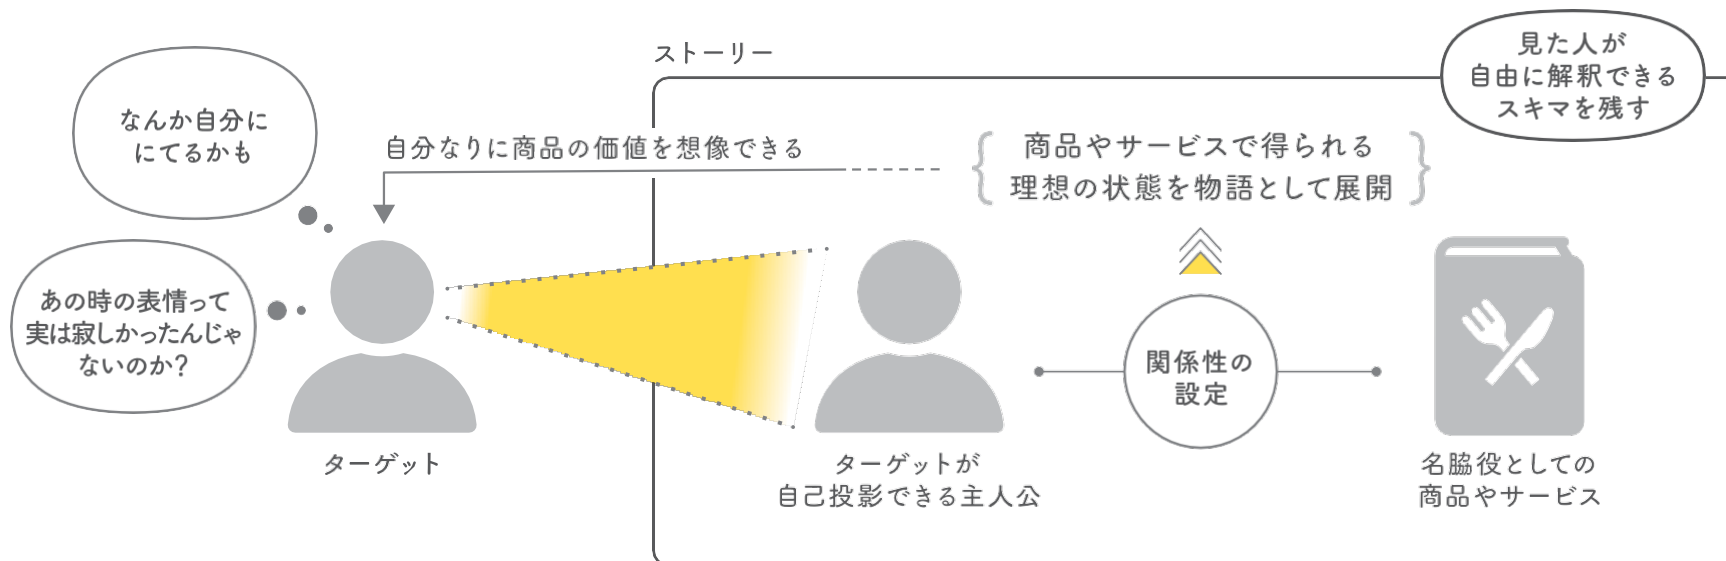 ストーリー
見た人が
自由に解釈できる
スキマを残す
なんか自分に
にてるかも
自分なりに商品の価値を想像できる
商品やサービスで得られる
理想の状態を物語として展開
あの時の表情って
実は寂しかったんじゃ
ないのか?
関係性の
設定
ターゲット
ターゲットが
自己投影できる主人公
名脇役としての
商品やサービス